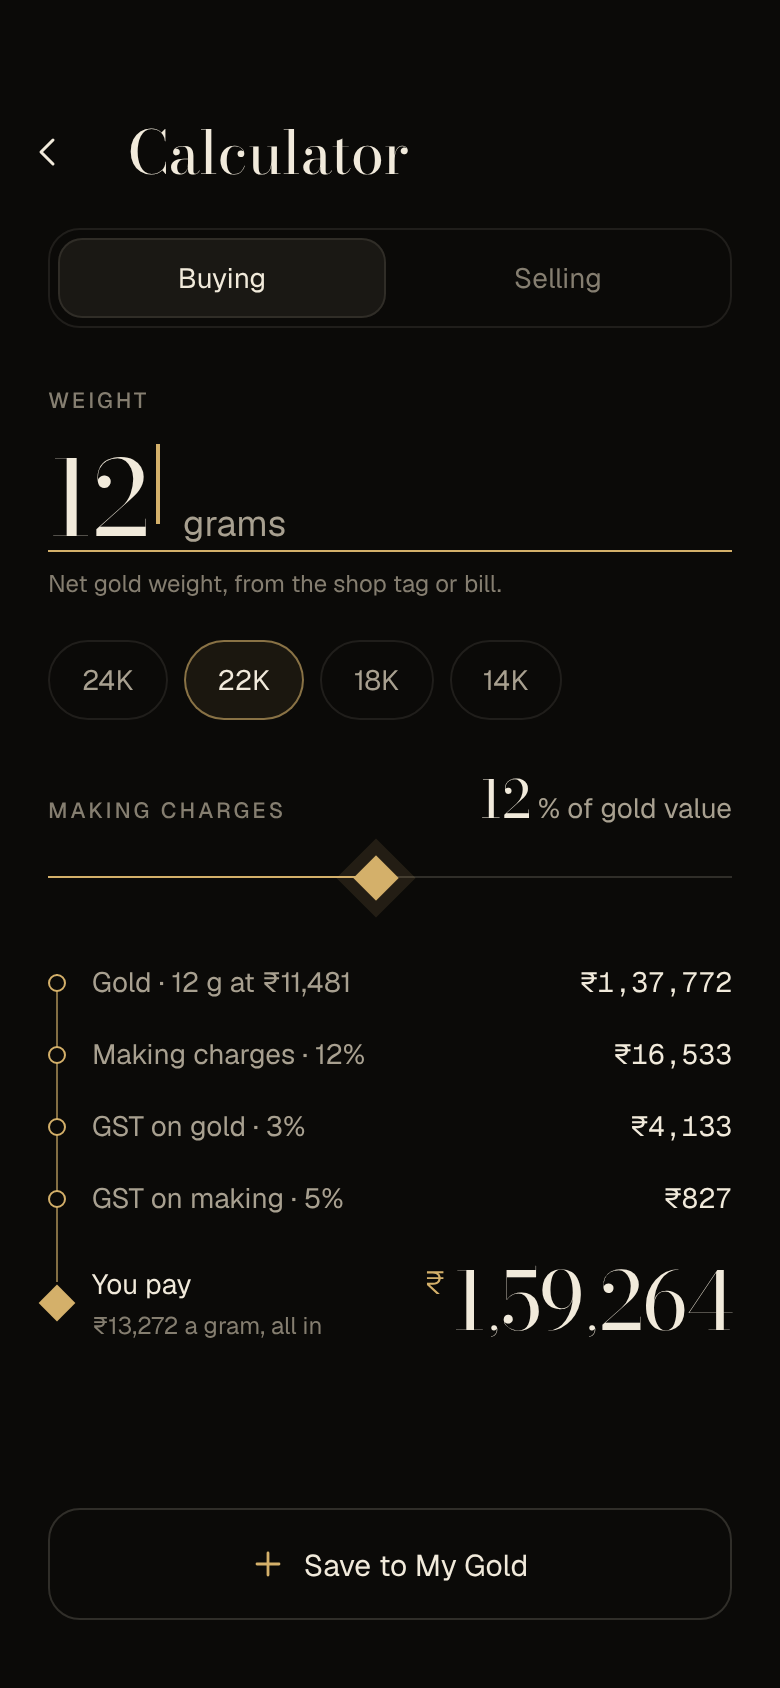 Calculator
Buying
Selling
WEIGHT
12 grams
Net gold weight, from the shop tag or bill.
24K
22K
18K
14K
MAKING CHARGES
12 % of gold value
Gold · 12 g at ₹11,481
₹1,37,772
Making charges · 12%
₹16,533
GST on gold · 3%
₹4,133
GST on making · 5%
₹827
You pay
₹13,272 a gram, all in
₹ 1,59,264
Save to My Gold